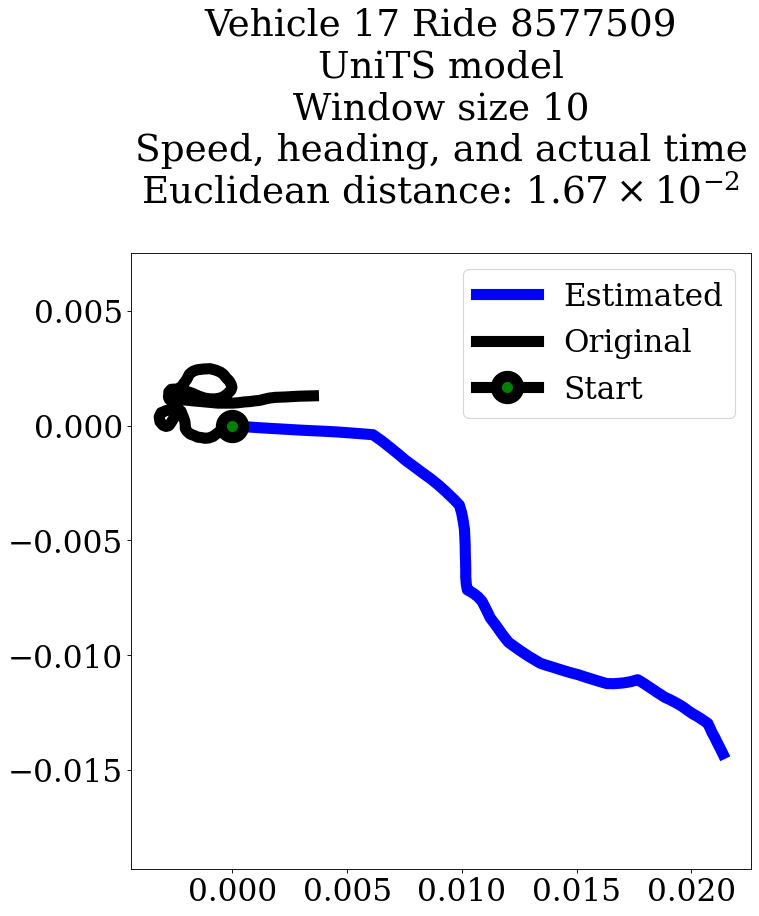 Vehicle 17 Ride 8577509
UniTS model
Window size 10
Speed, heading, and actual time
Euclidean distance: 1.67 × 10⁻²
Estimated
Original
Start
0.005
0.000
−0.005
−0.010
−0.015
0.000 0.005 0.010 0.015 0.020